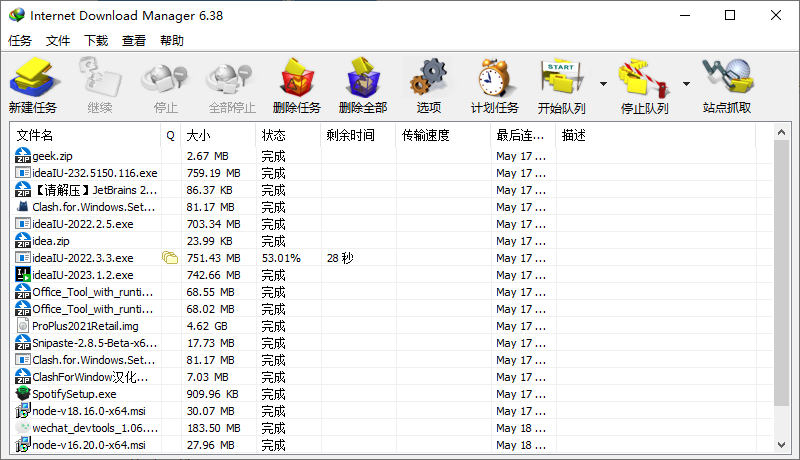 Internet Download Manager 6.38
任务 文件 下载 查看 帮助
新建任务 继续 停止 全部停止 删除任务 删除全部 选项 计划任务 START 开始队列 停止队列 站点抓取
文件名 Q 大小 状态 剩余时间 传输速度 最后连... 描述
ZIP geek.zip 2.67 MB 完成 May 17 ...
ideaIU-232.5150.116.exe 759.19 MB 完成 May 17 ...
ZIP 【请解压】JetBrains 2... 86.37 KB 完成 May 17 ...
Clash.for.Windows.Set... 81.17 MB 完成 May 17 ...
ideaIU-2022.2.5.exe 703.34 MB 完成 May 17 ...
ZIP idea.zip 23.99 KB 完成 May 17 ...
ideaIU-2022.3.3.exe 751.43 MB 53.01% 28 秒 May 17 ...
IJ ideaIU-2023.1.2.exe 742.66 MB 完成 May 17 ...
ZIP Office_Tool_with_runti... 68.55 MB 完成 May 17 ...
ZIP Office_Tool_with_runti... 68.02 MB 完成 May 17 ...
ProPlus2021Retail.img 4.62 GB 完成 May 17 ...
ZIP Snipaste-2.8.5-Beta-x6... 17.73 MB 完成 May 17 ...
Clash.for.Windows.Set... 81.17 MB 完成 May 17 ...
ZIP ClashForWindow汉化... 7.03 MB 完成 May 17 ...
SpotifySetup.exe 909.96 KB 完成 May 17 ...
node-v18.16.0-x64.msi 30.07 MB 完成 May 17 ...
wechat_devtools_1.06.... 183.50 MB 完成 May 18 ...
node-v16.20.0-x64.msi 27.96 MB 完成 May 18 ...